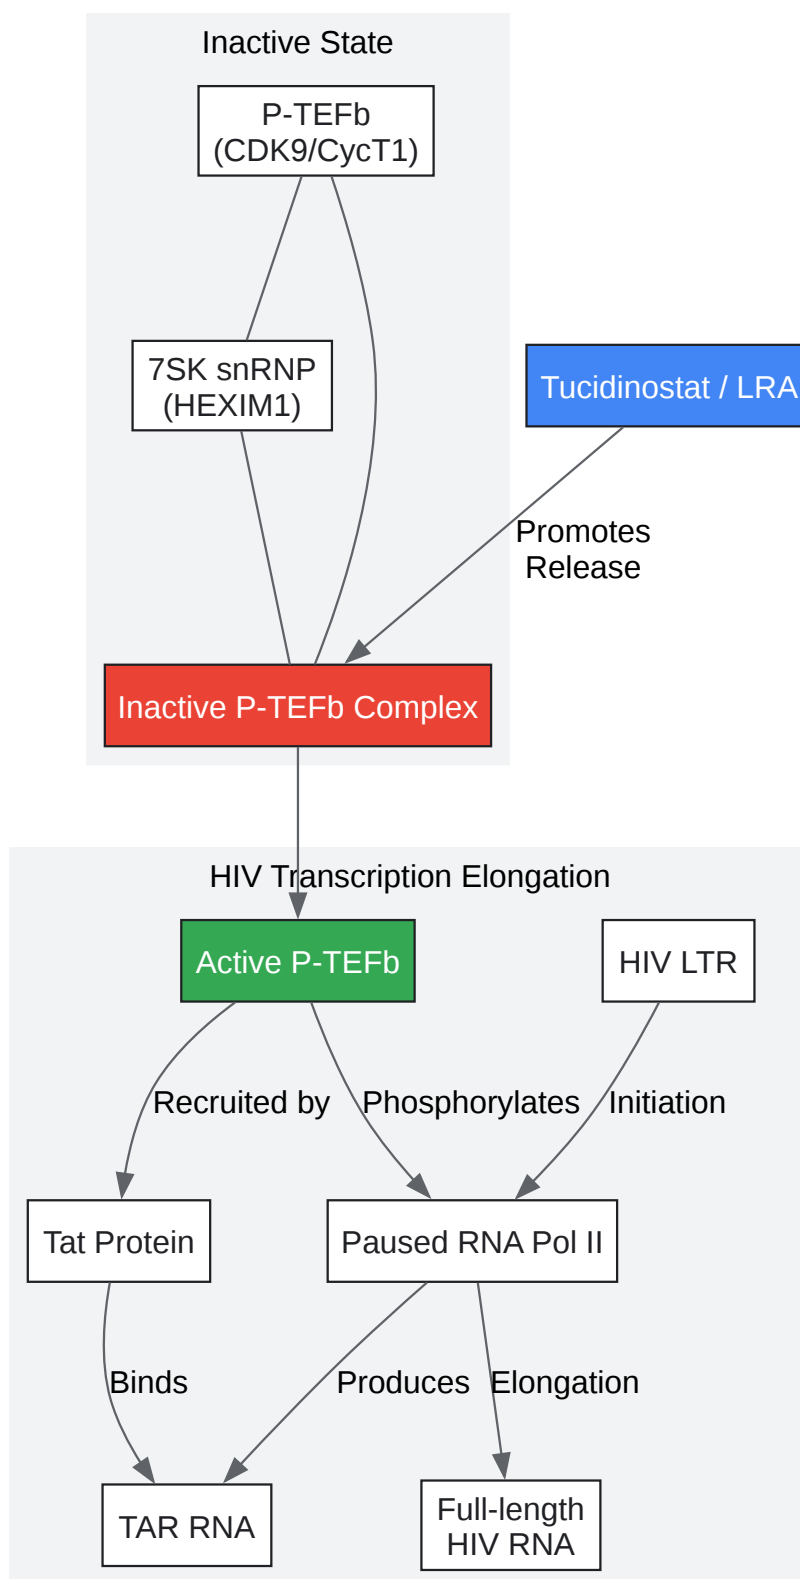 Inactive State
P-TEFb
(CDK9/CycT1)
7SK snRNP
(HEXIM1)
Tucidinostat / LRA
Promotes
Release
Inactive P-TEFb Complex
HIV Transcription Elongation
Active P-TEFb
HIV LTR
Recruited by
Phosphorylates
Initiation
Tat Protein
Paused RNA Pol II
Binds
Produces
Elongation
TAR RNA
Full-length
HIV RNA